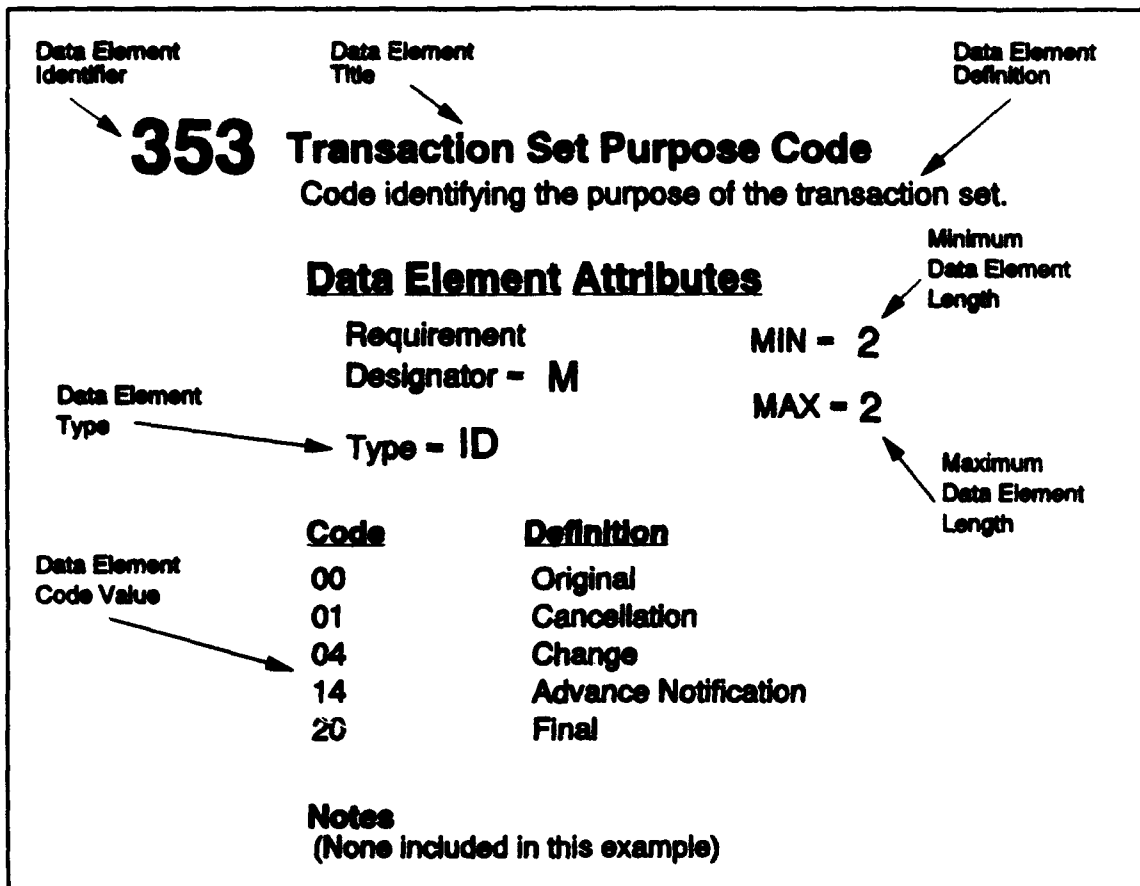 Data Element
Identifier
Data Element
Title
Data Element
Definition
353 Transaction Set Purpose Code
Code identifying the purpose of the transaction set.
Minimum
Data Element
Length
Data Element Attributes
Requirement
Designator = M
MIN = 2
Data Element
Type
MAX = 2
Type = ID
Maximum
Data Element
Length
Code Definition
Data Element
Code Value
00 Original
01 Cancellation
04 Change
14 Advance Notification
20 Final
Notes
(None included in this example)